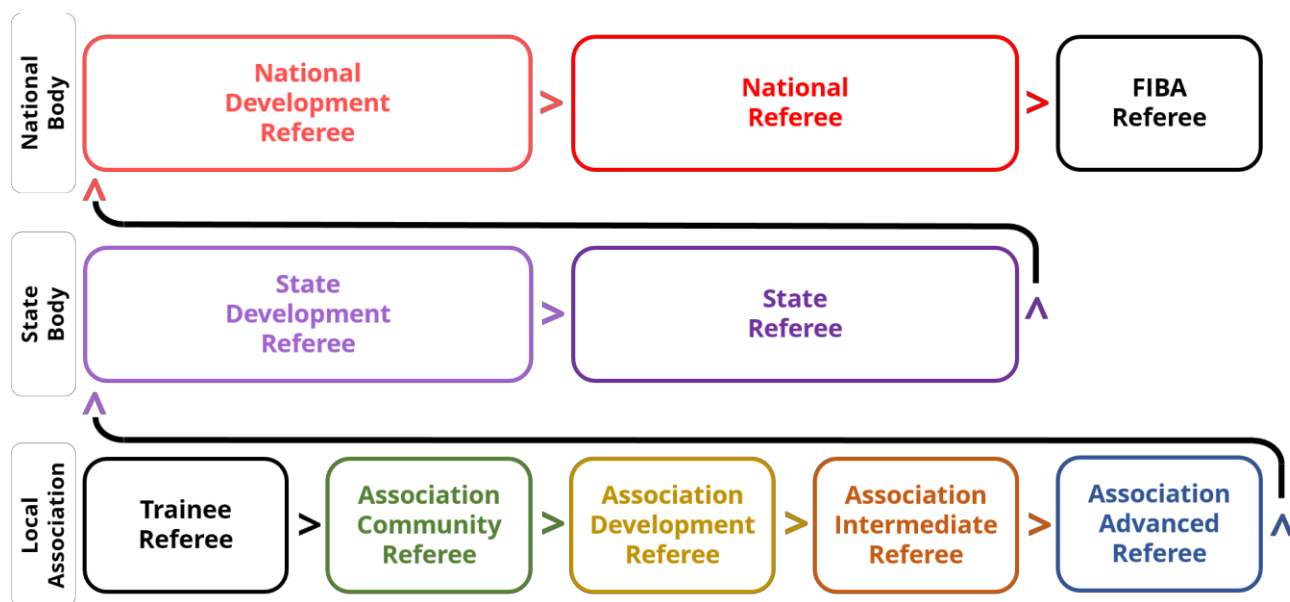 National
Body
National
Development
Referee
>
National
Referee
>
FIBA
Referee
>
State
Body
State
Development
Referee
>
State
Referee
>
>
Local
Association
Trainee
Referee
>
Association
Community
Referee
>
Association
Development
Referee
>
Association
Intermediate
Referee
>
Association
Advanced
Referee
>